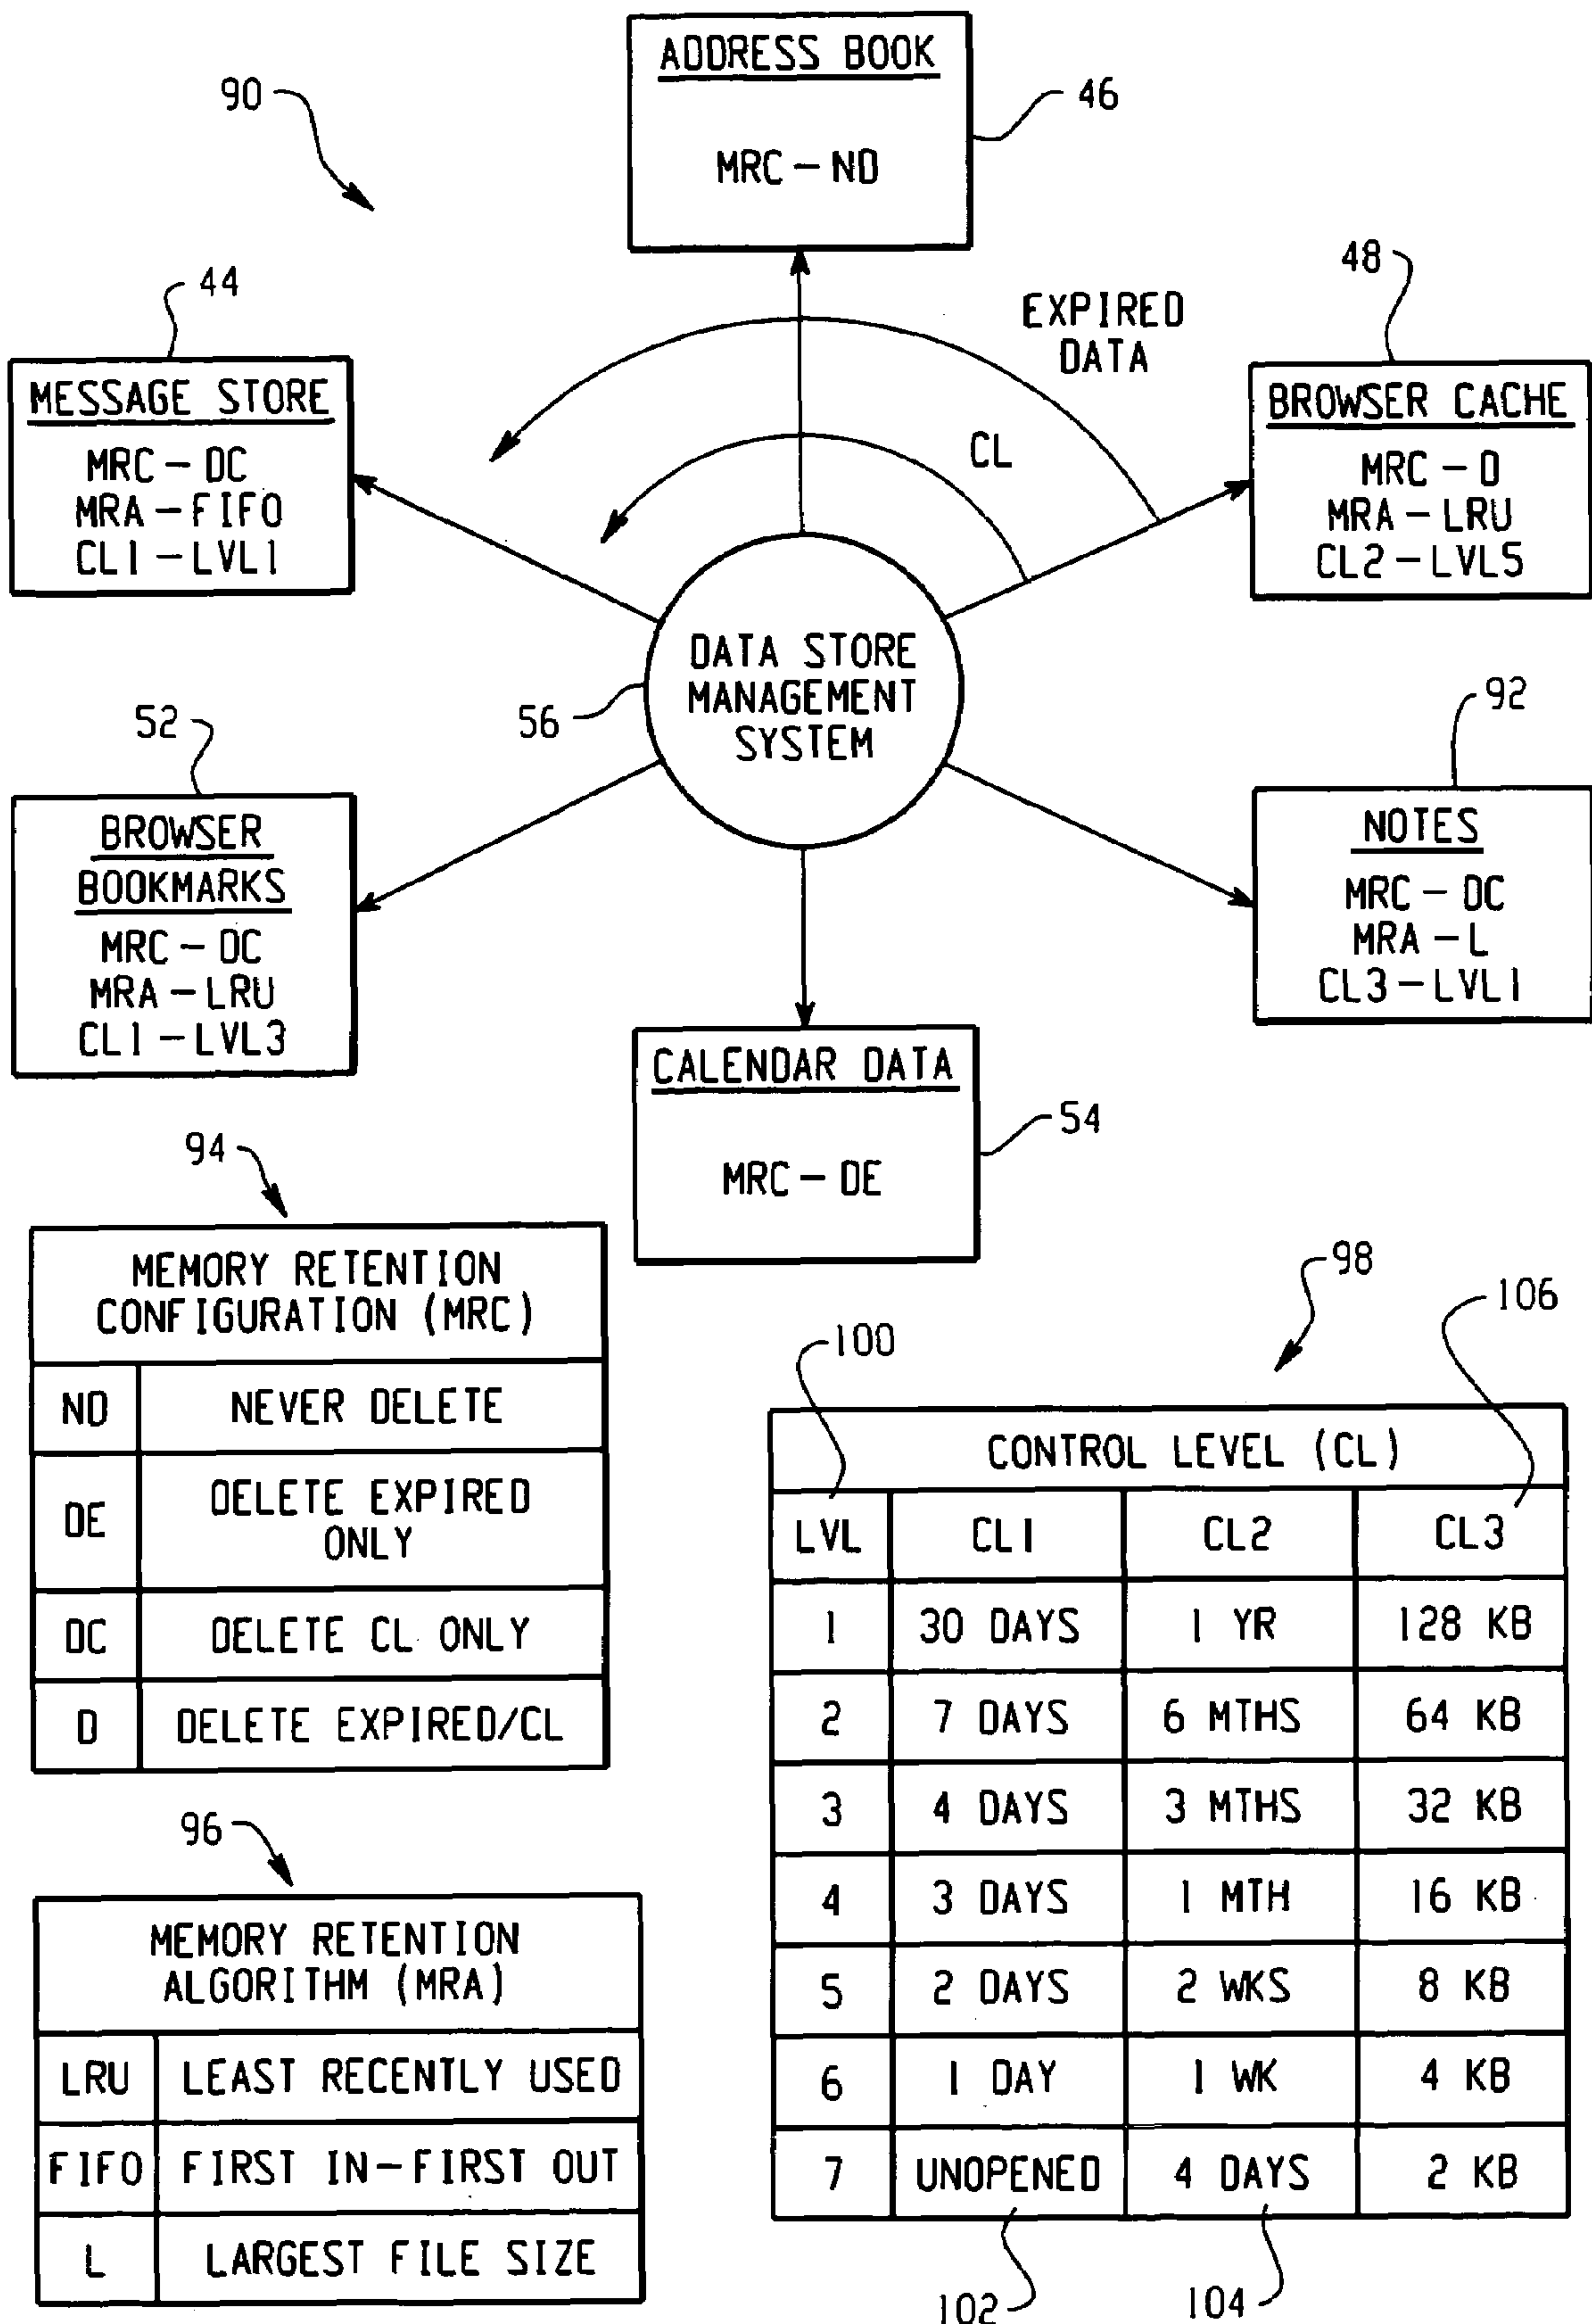 ADDRESS BOOK
MRC-ND
46
90
44
EXPIRED
DATA
48
MESSAGE STORE
MRC-DC
MRA-FIFO
CL1-LVL1
CL
BROWSER CACHE
MRC-D
MRA-LRU
CL2-LVL5
DATA STORE
MANAGEMENT
SYSTEM
56
52
92
BROWSER
BOOKMARKS
MRC-DC
MRA-LRU
CL1-LVL3
NOTES
MRC-DC
MRA-L
CL3-LVL1
CALENDAR DATA
MRC-DE
54
94
MEMORY RETENTION
CONFIGURATION (MRC)
ND NEVER DELETE
DE DELETE EXPIRED
ONLY
DC DELETE CL ONLY
D DELETE EXPIRED/CL
96
MEMORY RETENTION
ALGORITHM (MRA)
LRU LEAST RECENTLY USED
FIFO FIRST IN-FIRST OUT
L LARGEST FILE SIZE
98
100
106
CONTROL LEVEL (CL)
LVL CL1 CL2 CL3
1 30 DAYS 1 YR 128 KB
2 7 DAYS 6 MTHS 64 KB
3 4 DAYS 3 MTHS 32 KB
4 3 DAYS 1 MTH 16 KB
5 2 DAYS 2 WKS 8 KB
6 1 DAY 1 WK 4 KB
7 UNOPENED 4 DAYS 2 KB
102
104